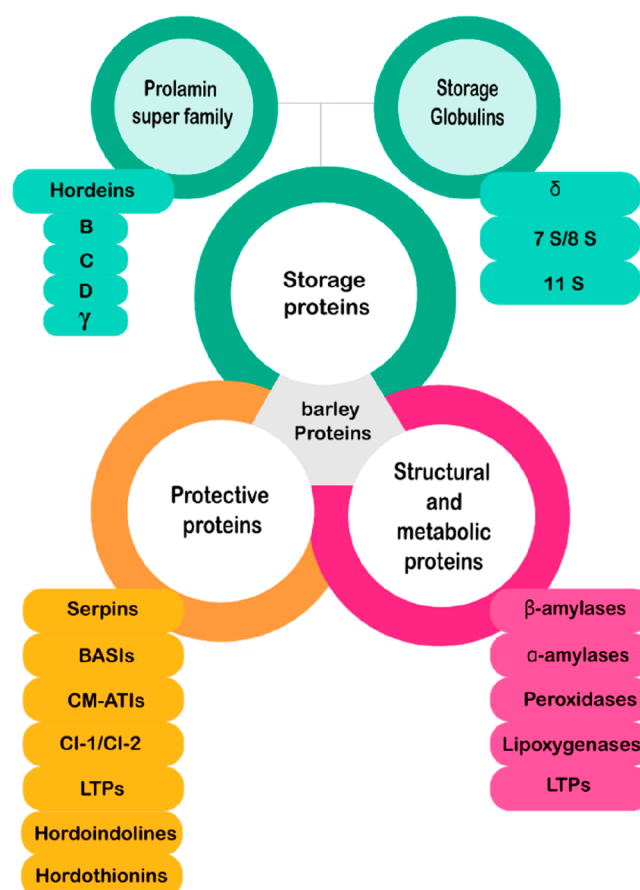 Prolamin
super family
Storage
Globulins
Hordeins
B
C
D
γ
δ
7 S/8 S
11 S
Storage
proteins
barley
Proteins
Protective
proteins
Structural
and
metabolic
proteins
Serpins
BASIs
CM-ATIs
CI-1/CI-2
LTPs
Hordoindolines
Hordothionins
β-amylases
α-amylases
Peroxidases
Lipoxygenases
LTPs